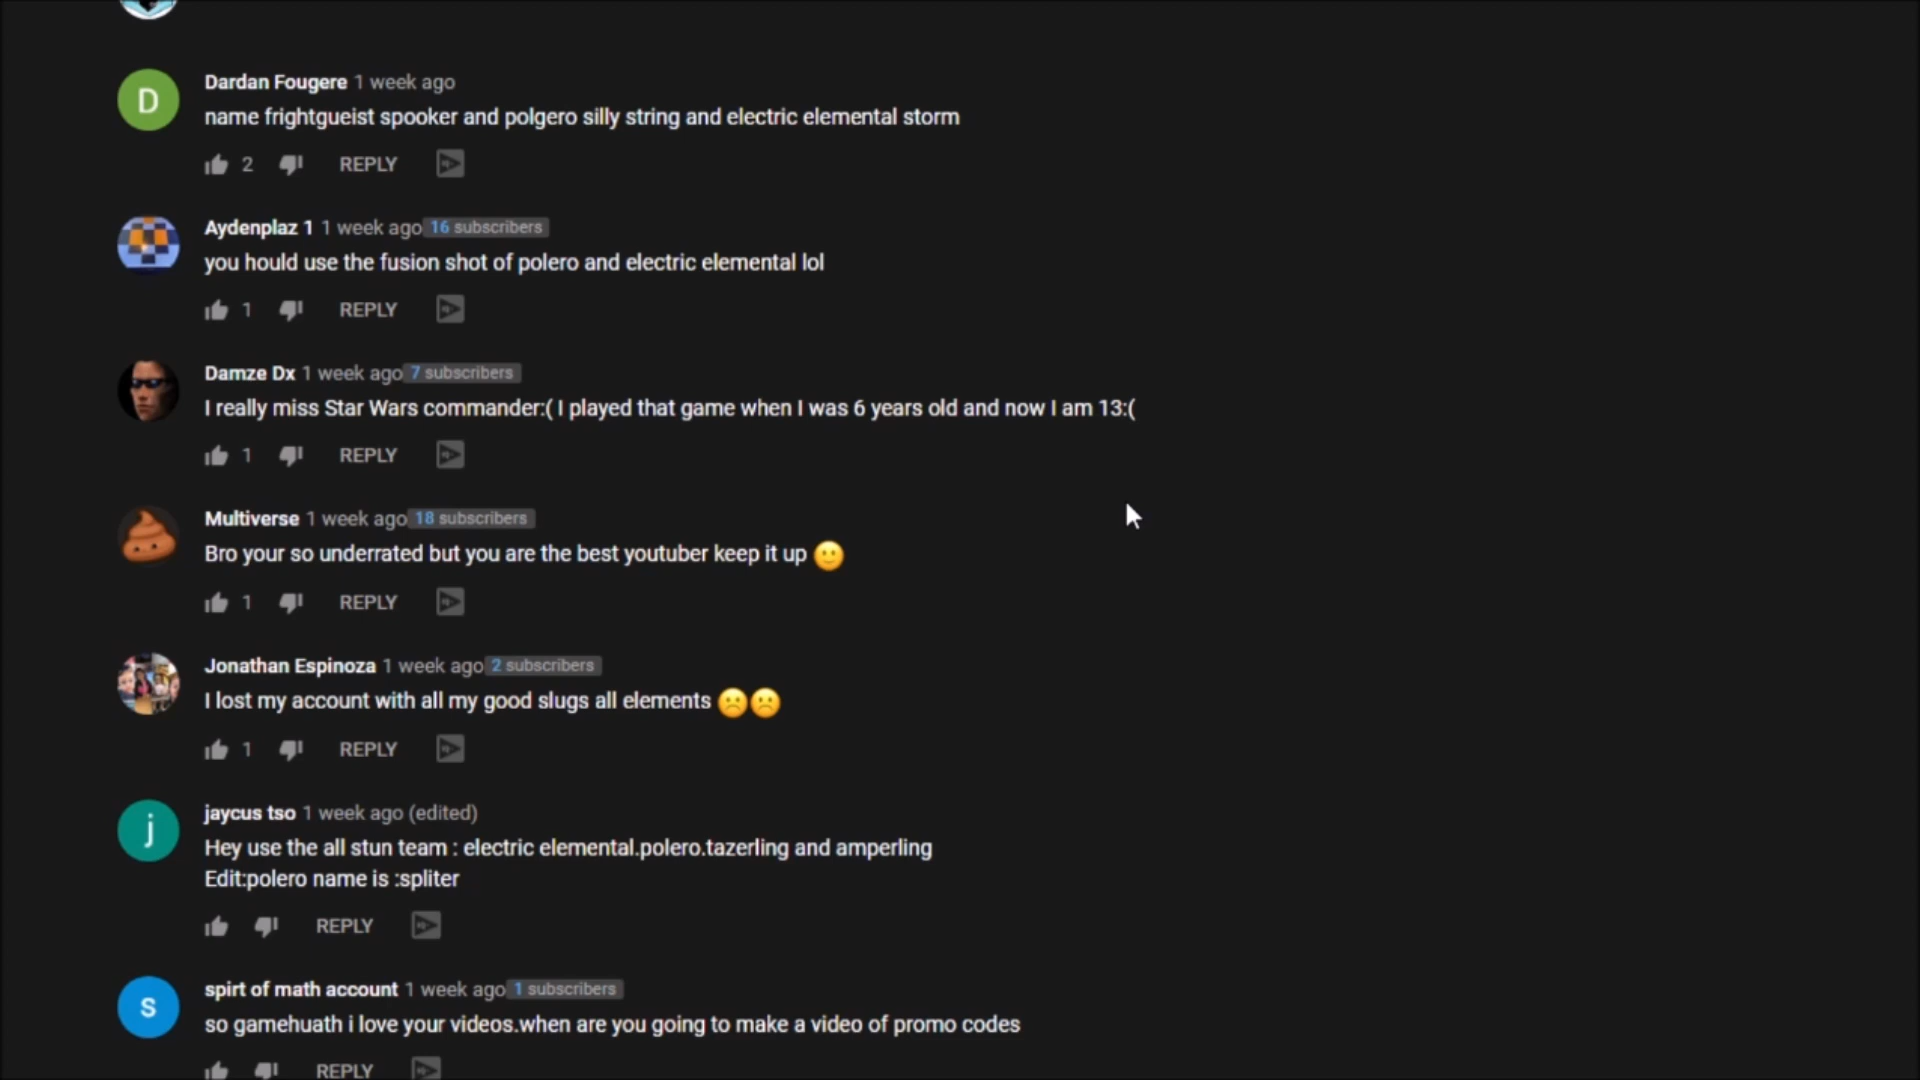 D
Dardan Fougere 1 week ago
name frightgueist spooker and polgero silly string and electric elemental storm
2 REPLY
Aydenplaz 1 1 week ago 16 subscribers
you hould use the fusion shot of polero and electric elemental lol
1 REPLY
Damze Dx 1 week ago 7 subscribers
I really miss Star Wars commander:( I played that game when I was 6 years old and now I am 13:(
1 REPLY
Multiverse 1 week ago 18 subscribers
Bro your so underrated but you are the best youtuber keep it up 🙂
1 REPLY
Jonathan Espinoza 1 week ago 2 subscribers
I lost my account with all my good slugs all elements ☹️☹️
1 REPLY
j
jaycus tso 1 week ago (edited)
Hey use the all stun team : electric elemental.polero.tazerling and amperling
Edit:polero name is :spliter
REPLY
s
spirt of math account 1 week ago 1 subscribers
so gamehuath i love your videos.when are you going to make a video of promo codes
REPLY